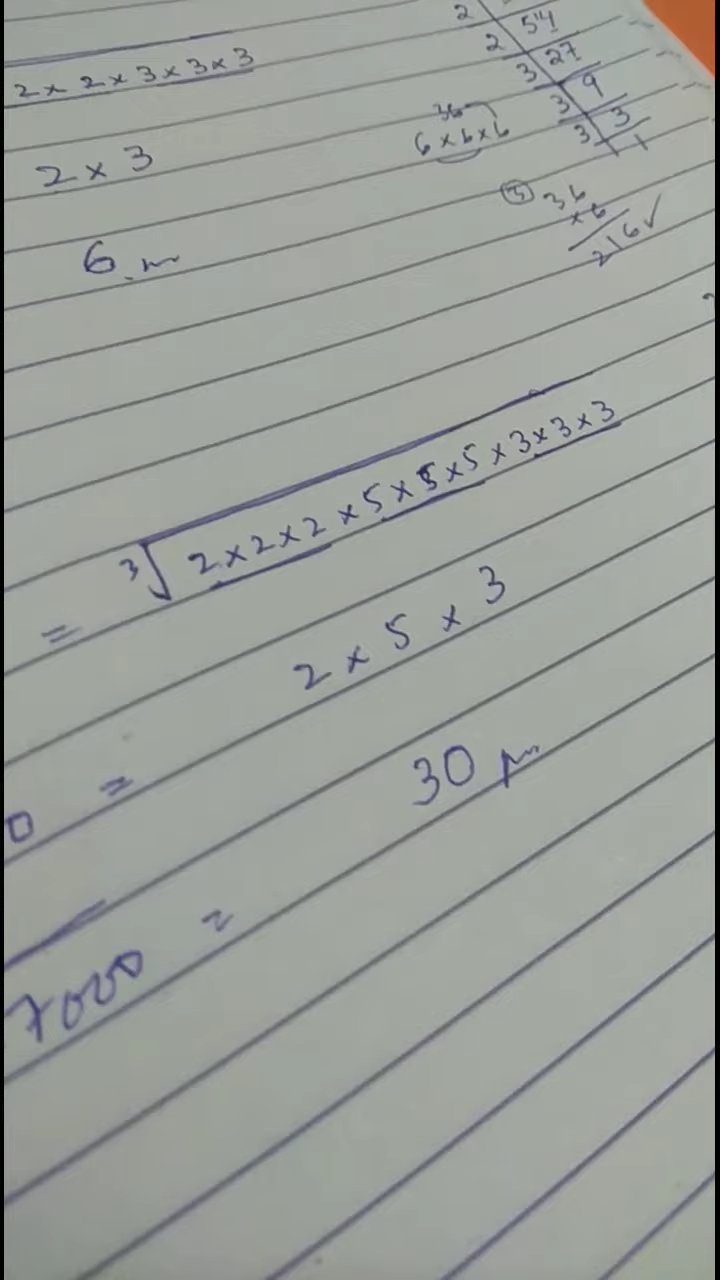 2 × 2 × 3 × 3 × 3
2 × 3
6 m
2
2 54
3 27
3 9
3 3
1
36
6 × 6 × 6
③ 36
× 6
216 ✓
= 3√ 2 × 2 × 2 × 5 × 5 × 5 × 3 × 3 × 3
0 = 2 × 5 × 3
30
7000 =